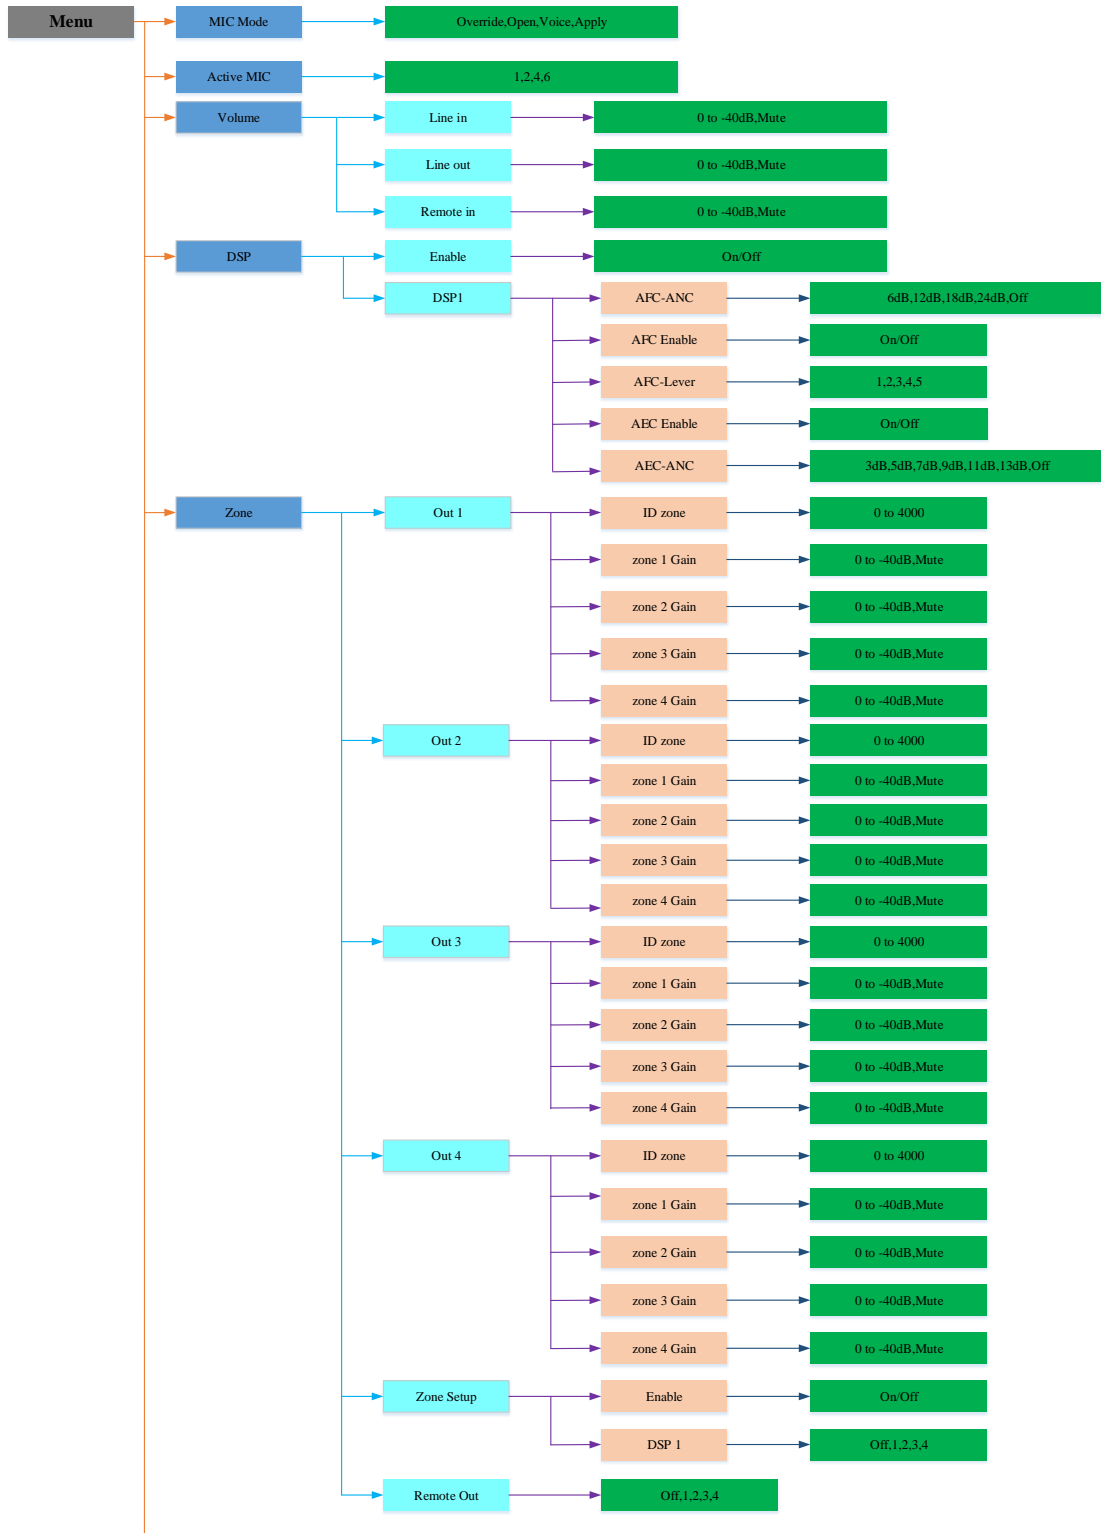 Menu
MIC Mode
Override,Open,Voice,Apply
Active MIC
1,2,4,6
Volume
Line in
0 to -40dB,Mute
Line out
0 to -40dB,Mute
Remote in
0 to -40dB,Mute
DSP
Enable
On/Off
DSP1
AFC-ANC
6dB,12dB,18dB,24dB,Off
AFC Enable
On/Off
AFC-Lever
1,2,3,4,5
AEC Enable
On/Off
AEC-ANC
3dB,5dB,7dB,9dB,11dB,13dB,Off
Zone
Out 1
ID zone
0 to 4000
zone 1 Gain
0 to -40dB,Mute
zone 2 Gain
0 to -40dB,Mute
zone 3 Gain
0 to -40dB,Mute
zone 4 Gain
0 to -40dB,Mute
Out 2
ID zone
0 to 4000
zone 1 Gain
0 to -40dB,Mute
zone 2 Gain
0 to -40dB,Mute
zone 3 Gain
0 to -40dB,Mute
zone 4 Gain
0 to -40dB,Mute
Out 3
ID zone
0 to 4000
zone 1 Gain
0 to -40dB,Mute
zone 2 Gain
0 to -40dB,Mute
zone 3 Gain
0 to -40dB,Mute
zone 4 Gain
0 to -40dB,Mute
Out 4
ID zone
0 to 4000
zone 1 Gain
0 to -40dB,Mute
zone 2 Gain
0 to -40dB,Mute
zone 3 Gain
0 to -40dB,Mute
zone 4 Gain
0 to -40dB,Mute
Zone Setup
Enable
On/Off
DSP 1
Off,1,2,3,4
Remote Out
Off,1,2,3,4